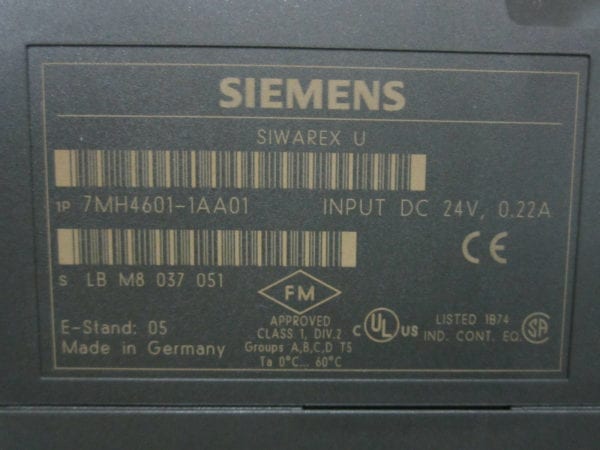 SIEMENS
SIWAREX U
1P 7MH4601-1AA01 INPUT DC 24V, 0.22A
S LB M8 037 051
CE
FM
APPROVED
CLASS 1, DIV.2
Groups A,B,C,D T5
Ta 0°C... 60°C
E-Stand: 05
Made in Germany
C UL US LISTED 1B74
IND. CONT. EQ. SA